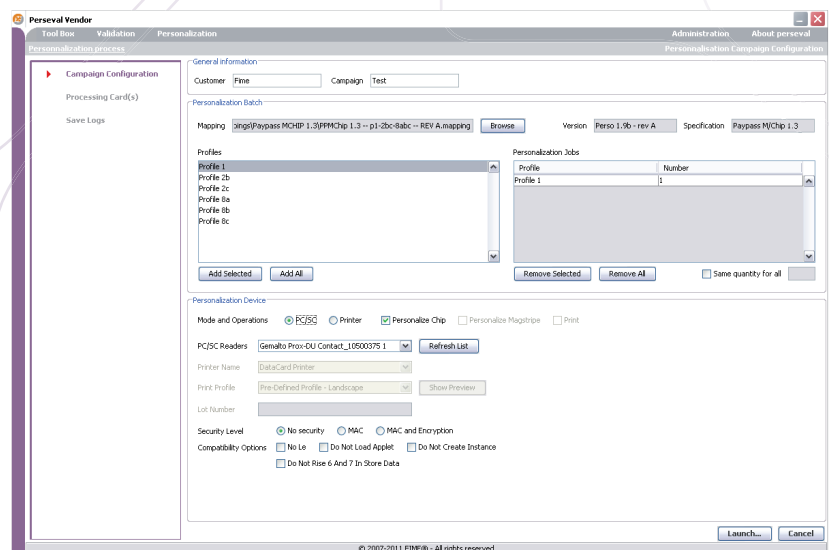 Perseval Vendor
Tool Box Validation Personalization Administration About perseval
Personnalization process Personnalisation Campaign Configuration
Campaign Configuration
Processing Card(s)
Save Logs
General information
Customer Fime Campaign Test
Personalization Batch
Mapping pings\Paypass MCHIP 1.3\PPMChip 1.3 -- p1-2bc-8abc -- REV A.mapping Browse Version Perso 1.9b - rev A Specification Paypass M/Chip 1.3
Profiles Personalization Jobs
Profile 1
Profile 2b
Profile 2c
Profile 8a
Profile 8b
Profile 8c
Profile Number
Profile 1 1
Add Selected Add All Remove Selected Remove All Same quantity for all
Personalization Device
Mode and Operations PC/SC Printer Personalize Chip Personalize Magstripe Print
PC/SC Readers Gemalto Prox-DU Contact_10500375 1 Refresh List
Printer Name DataCard Printer
Print Profile Pre-Defined Profile - Landscape Show Preview
Lot Number
Security Level No security MAC MAC and Encryption
Compatibility Options No Le Do Not Load Applet Do Not Create Instance
Do Not Rise 6 And 7 In Store Data
Launch... Cancel
© 2007-2011 FIME® - All rights reserved